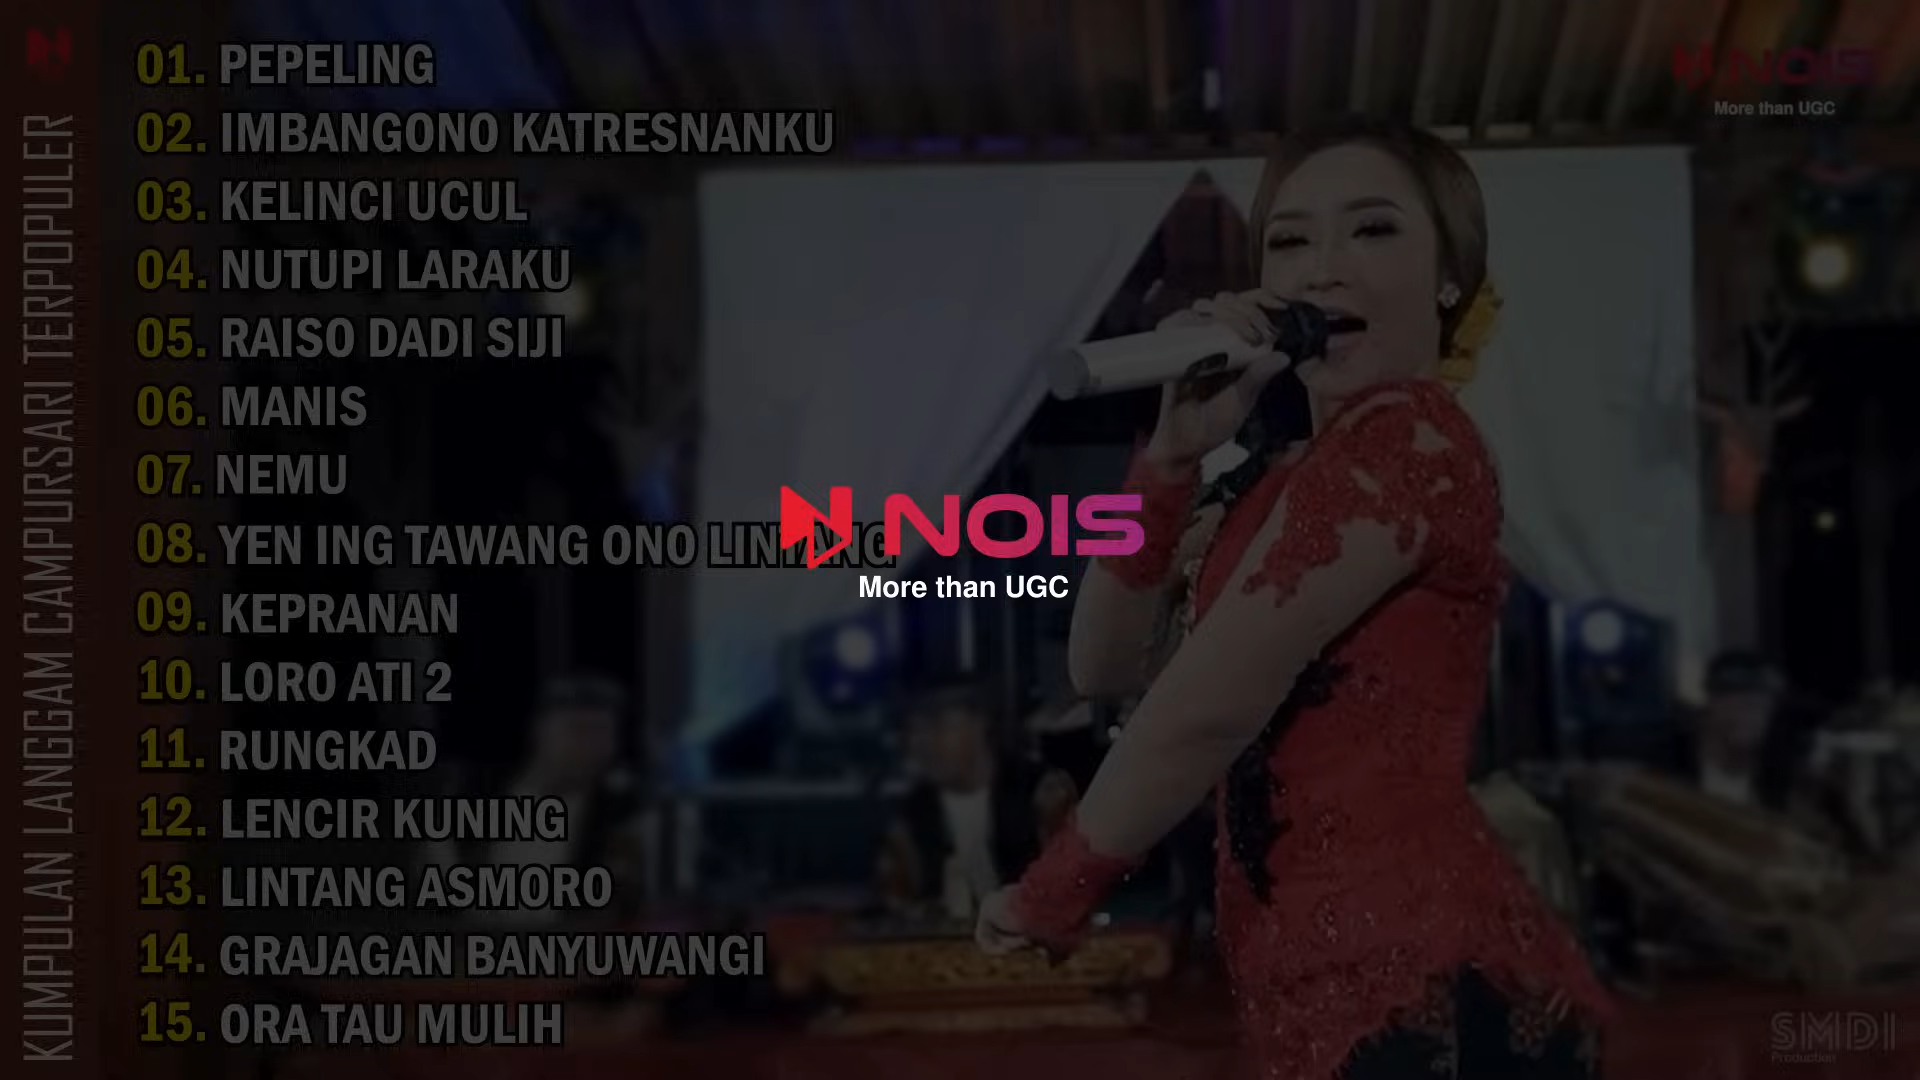 KUMPULAN LANGGAM CAMPURSARI TERPOPULER
01. PEPELING
02. IMBANGONO KATRESNANKU
03. KELINCI UCUL
04. NUTUPI LARAKU
05. RAISO DADI SIJI
06. MANIS
07. NEMU
08. YEN ING TAWANG ONO LINTANG
09. KEPRANAN
10. LORO ATI 2
11. RUNGKAD
12. LENCIR KUNING
13. LINTANG ASMORO
14. GRAJAGAN BANYUWANGI
15. ORA TAU MULIH
NOIS
More than UGC
NOIS
More than UGC
SMDI
Production